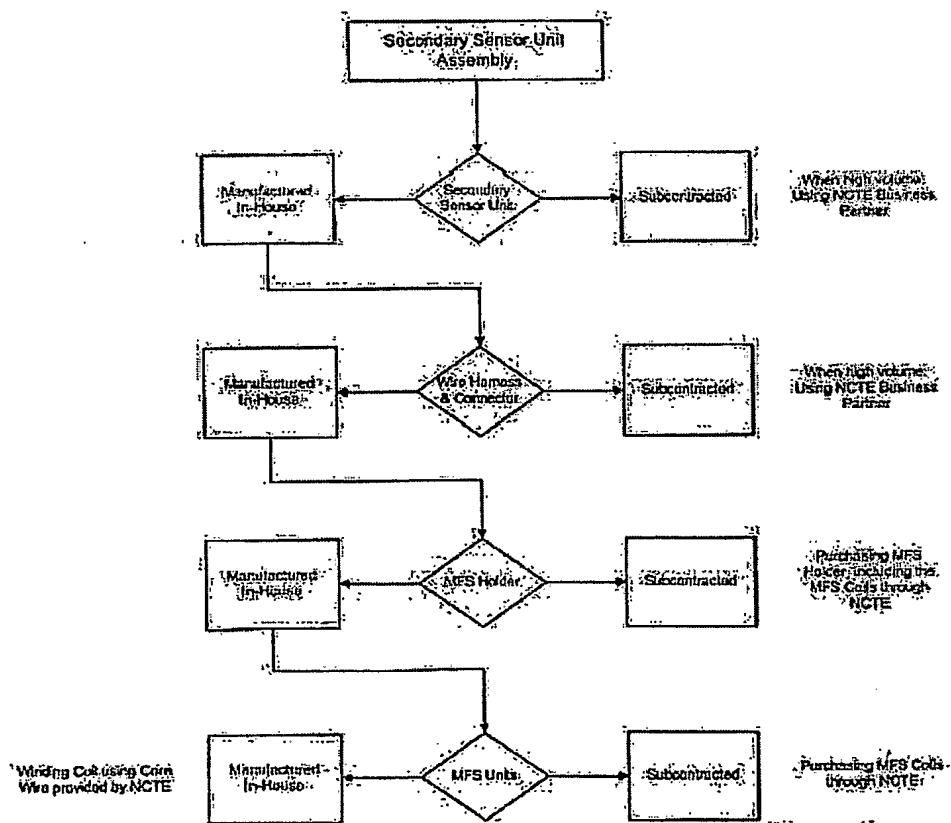 Secondary Sensor Unit
Assembly
Manufactured
In-House
Secondary
Sensor Unit
Subcontracted
When high volume:
Using NCTE Business
Partner
Manufactured
In-House
Wire Harness
& Connector
Subcontracted
When high volume:
Using NCTE Business
Partner
Manufactured
In-House
MFS Holder
Subcontracted
Purchasing MFS
Holder, including the
MFS Coils through
NCTE
Winding Coil using
Wire provided by NCTE
Manufactured
In-House
MFS Units
Subcontracted
Purchasing MFS Coils
through NCTE